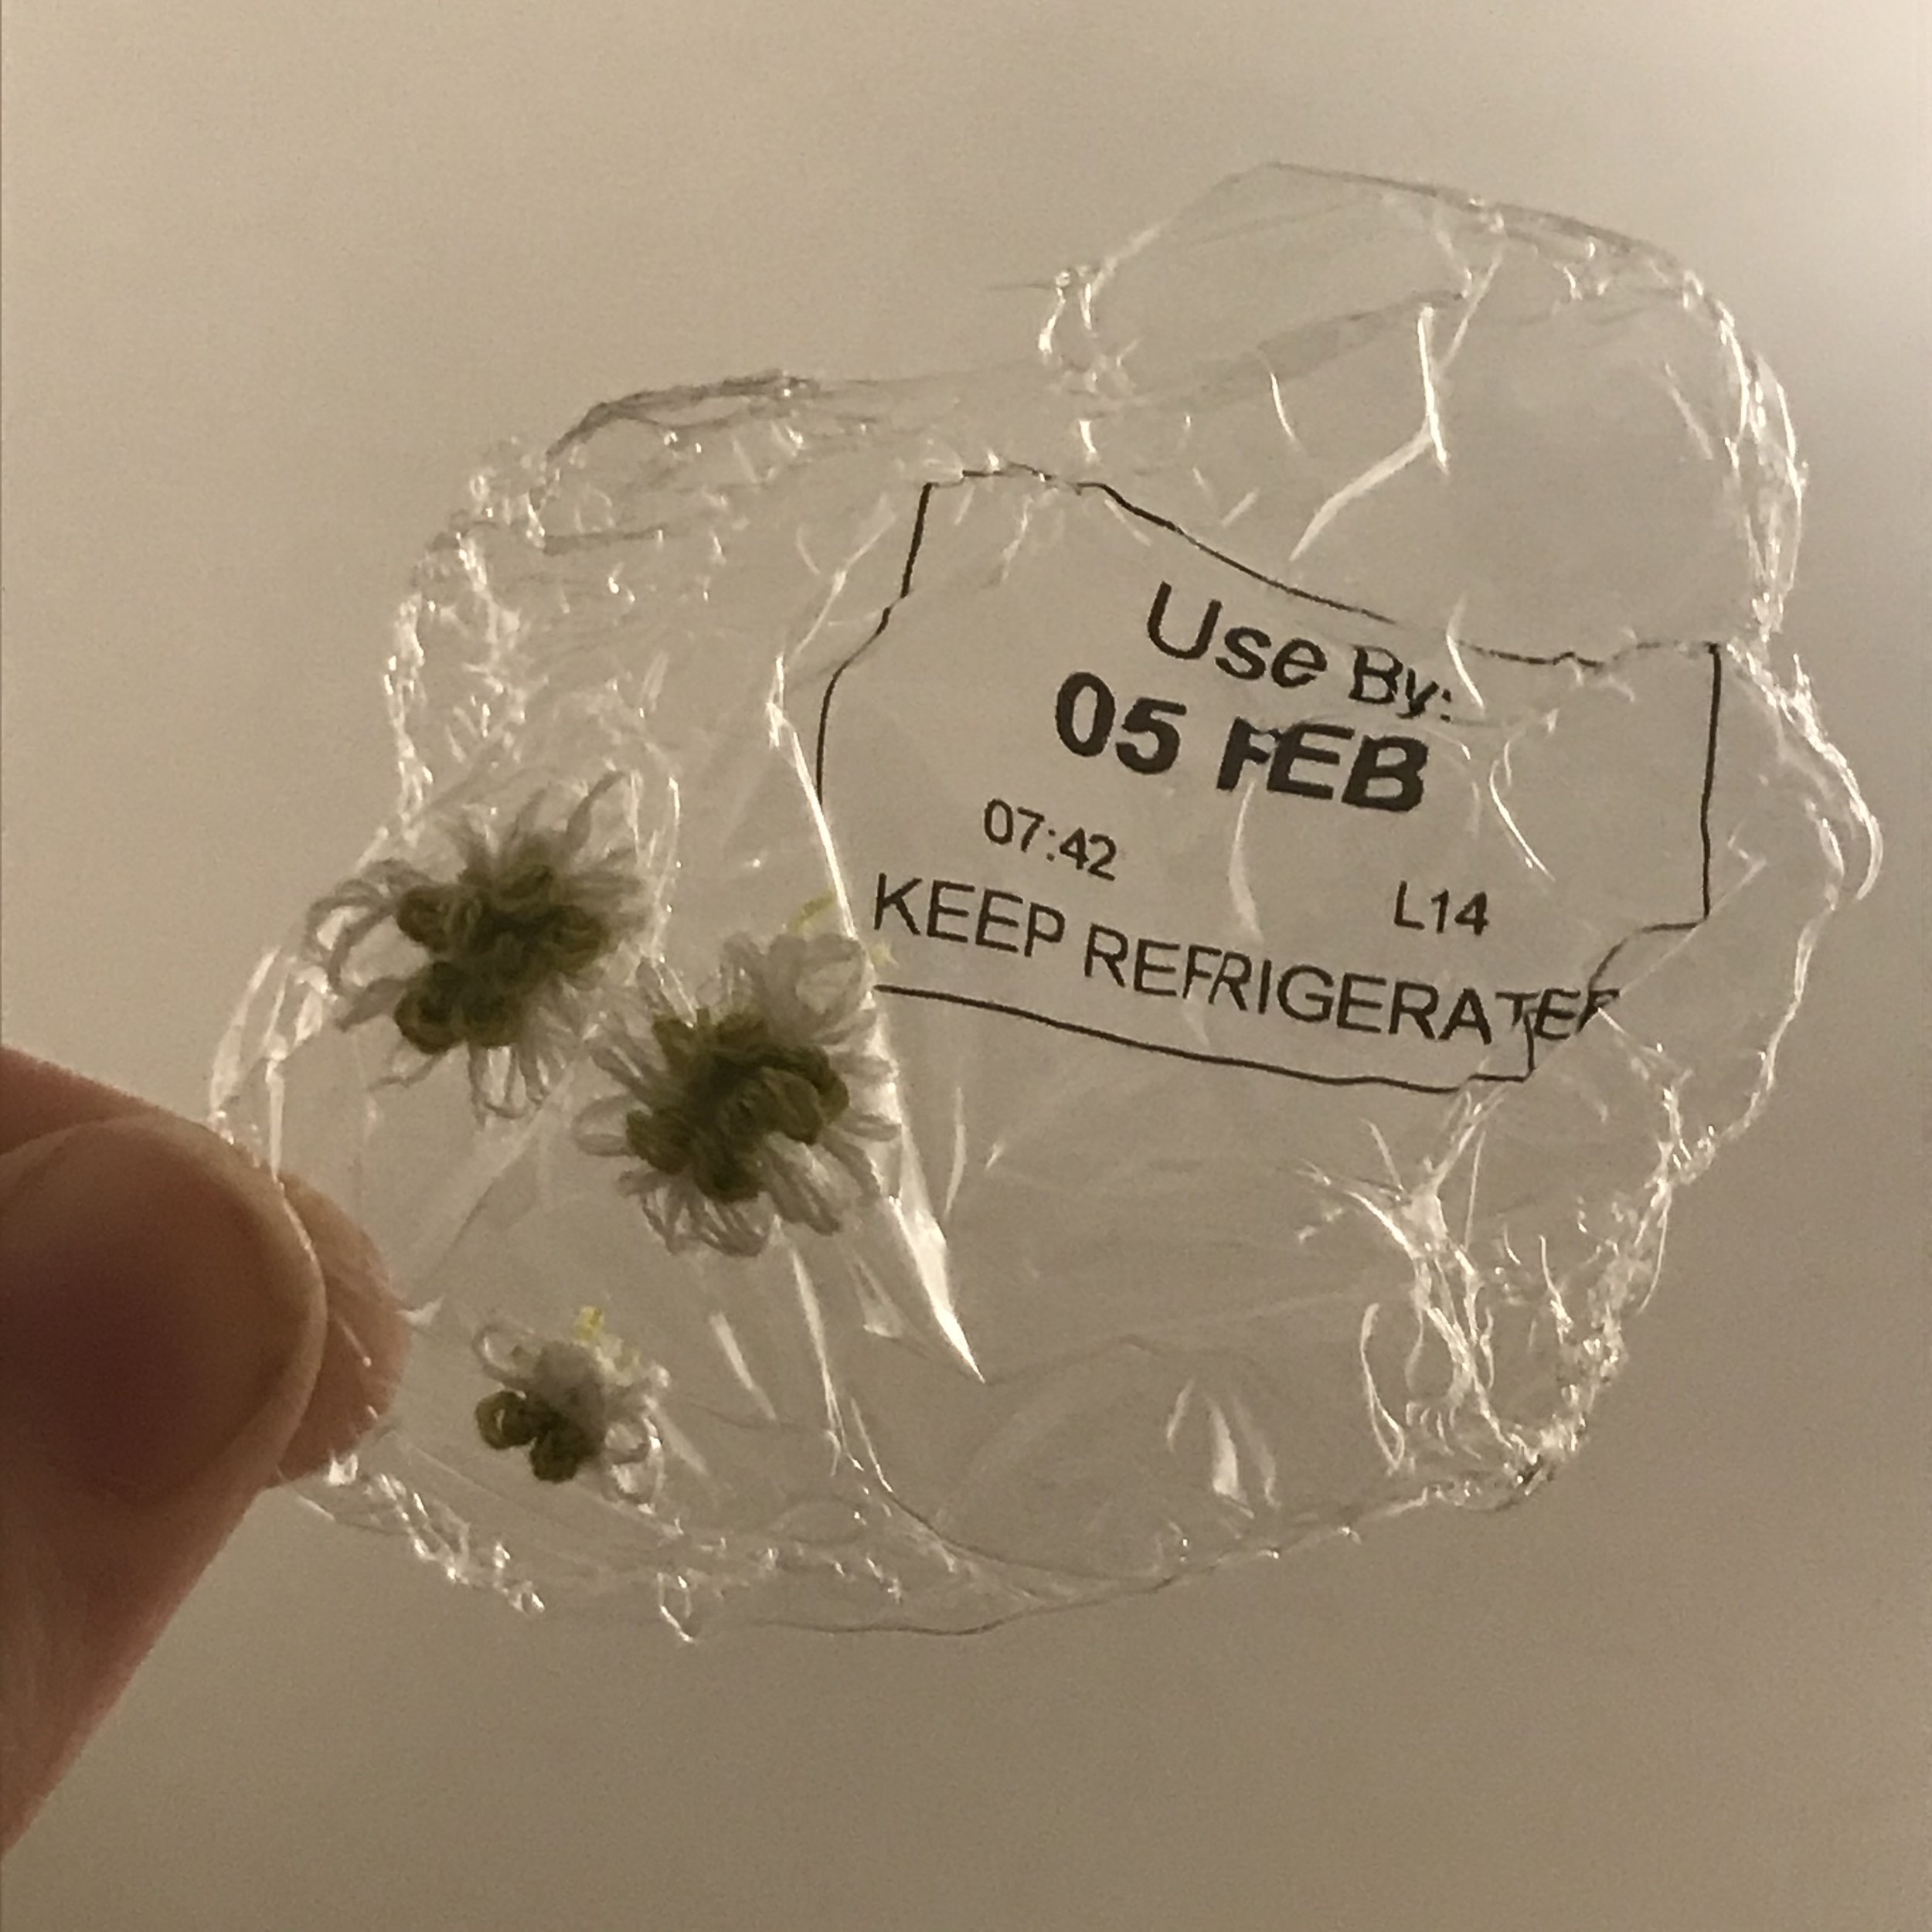 Use By:
05 FEB
07:42
L14
KEEP REFRIGERATED